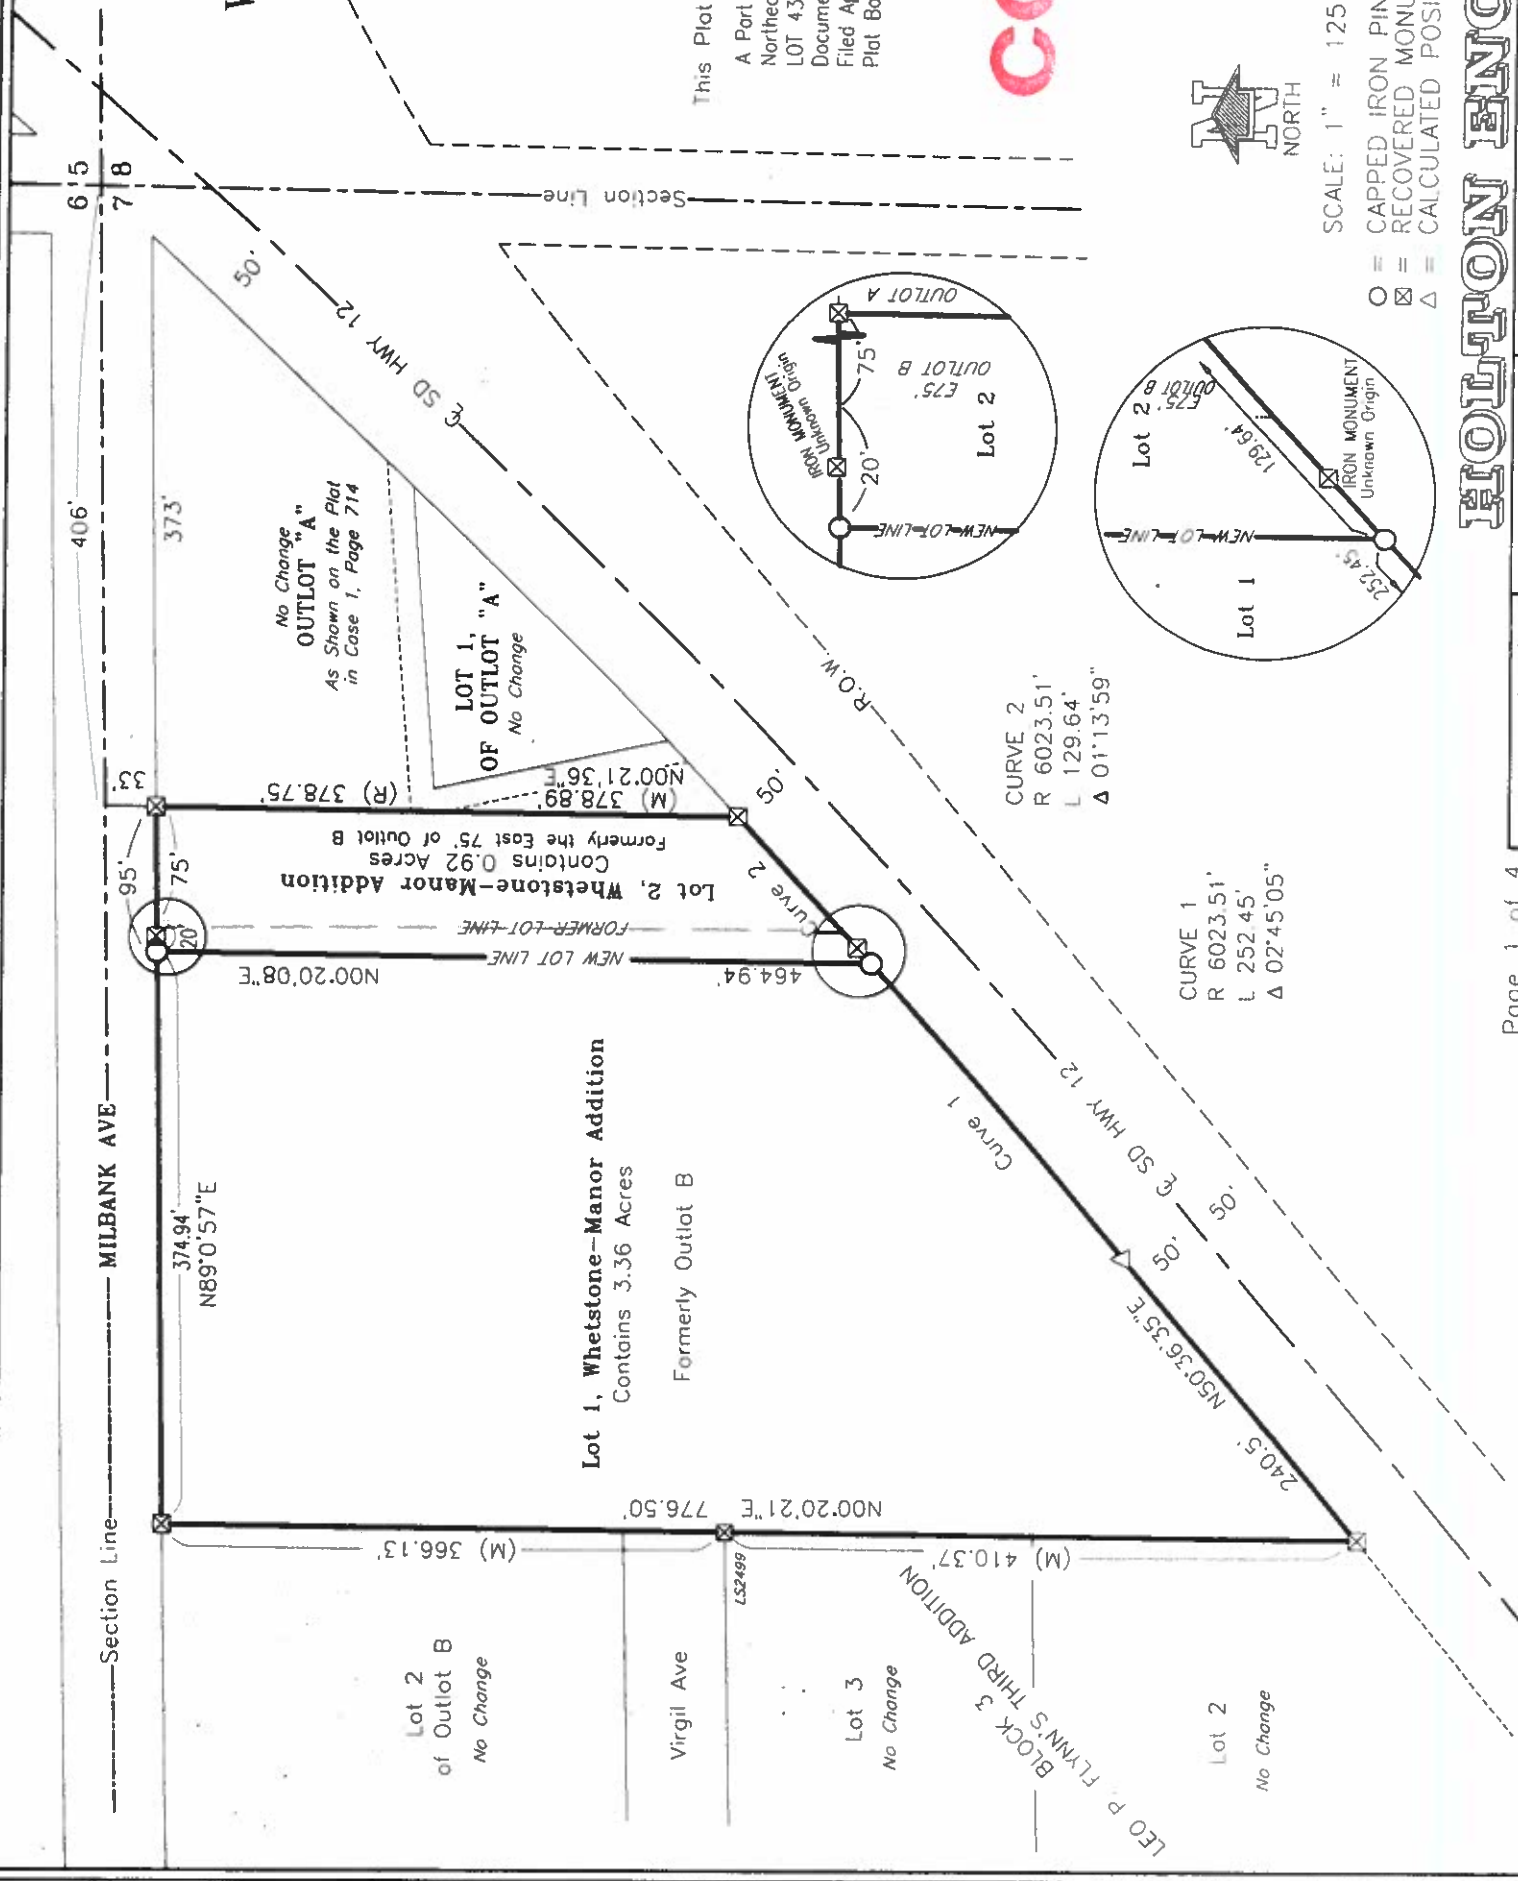 6 5
7 8
406'
373'
33'
Section Line
MILBANK AVE
95'
75'
20'
374.94'
N89°0'57"E
N00°20'08"E
464.94'
NEW LOT LINE
FORMER LOT LINE
Lot 2, Whetstone-Manor Addition
Contains 0.92 Acres
Formerly the East 75' of Outlot B
(R) 378.75'
(M) 378.89'
N00°21'36"E
No Change
OUTLOT "A"
As Shown on the Plat
in Case 1, Page 714
LOT 1,
OF OUTLOT "A"
No Change
50'
℄ SD HWY 12
Section Line
R.O.W.
50'
Curve 2
Curve 1
Lot 1, Whetstone-Manor Addition
Contains 3.36 Acres
Formerly Outlot B
(M) 366.13'
776.50'
N00°20'21"E
(M) 410.37'
LS2499
N50°36'35"E
240.5'
50'
50'
℄ SD HWY 12
Lot 2
of Outlot B
No Change
Virgil Ave
Lot 3
No Change
BLOCK 3
LEO P. FLYNN'S THIRD ADDITION
Lot 2
No Change
IRON MONUMENT
Unknown Origin
20'
75'
OUTLOT A
E75'
OUTLOT B
Lot 2
NEW LOT LINE
Lot 2
E75'
OUTLOT B
129.64'
IRON MONUMENT
Unknown Origin
NEW LOT LINE
252.45'
Lot 1
CURVE 2
R 6023.51'
L 129.64'
Δ 01°13'59"
CURVE 1
R 6023.51'
L 252.45'
Δ 02°45'05"
This Plat
A Part
LOT 43
Filed
NORTH
SCALE: 1" = 125
O = CAPPED IRON PIN
⊠ = RECOVERED
Δ = CALCULATED
HOLTON
Page 1 of 4